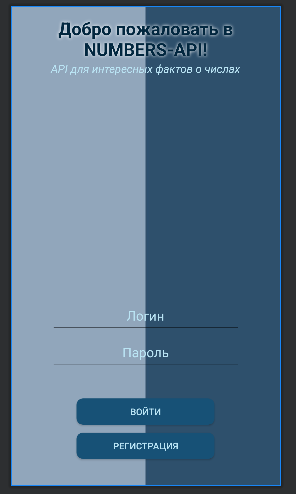 Добро пожаловать в
NUMBERS-API!
API для интересных фактов о числах
Логин
Пароль
ВОЙТИ
РЕГИСТРАЦИЯ